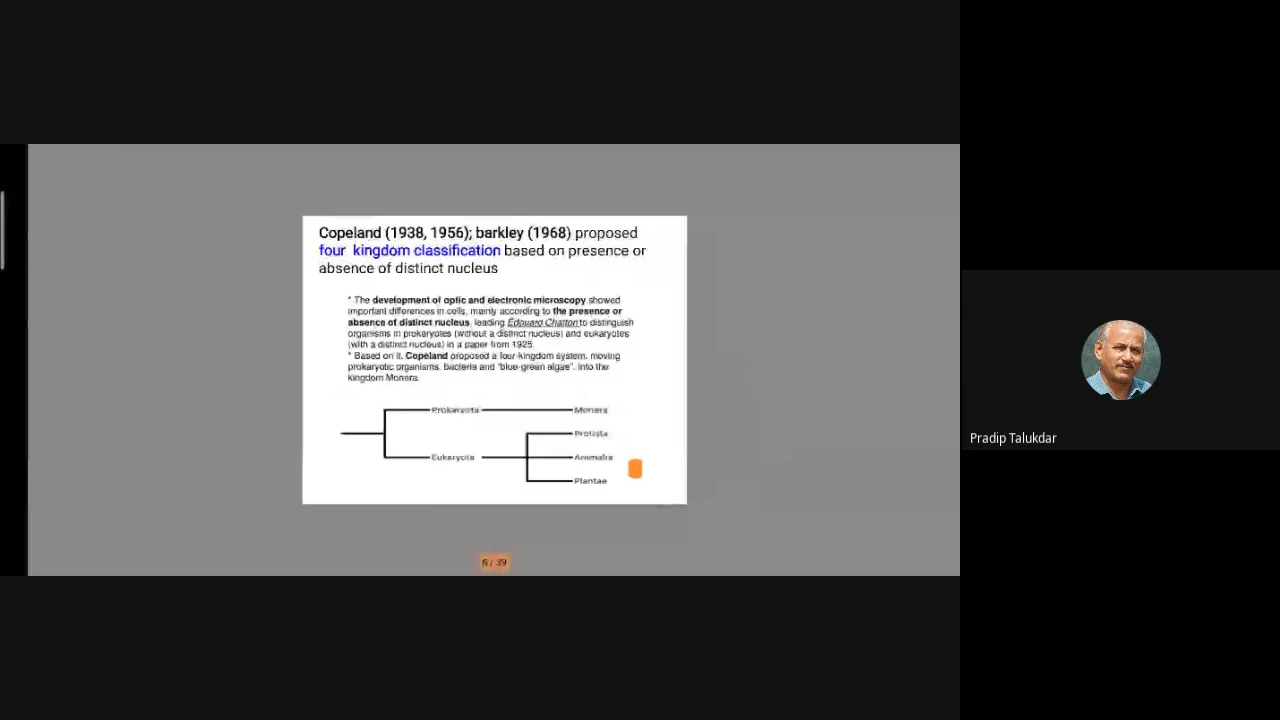 Copeland (1938, 1956); barkley (1968) proposed
four kingdom classification based on presence or
absence of distinct nucleus
* The development of optic and electronic microscopy showed
important differences in cells, mainly according to the presence or
absence of distinct nucleus, leading Édouard Chatton to distinguish
organisms in prokaryotes (without a distinct nucleus) and eukaryotes
(with a distinct nucleus) in a paper from 1925.
* Based on it, Copeland proposed a four-kingdom system, moving
prokaryotic organisms, bacteria and "blue-green algae", into the
kingdom Monera.
Prokaryota
Monera
Protista
Eukaryota
Animalia
Plantae
/ 39
Pradip Talukdar